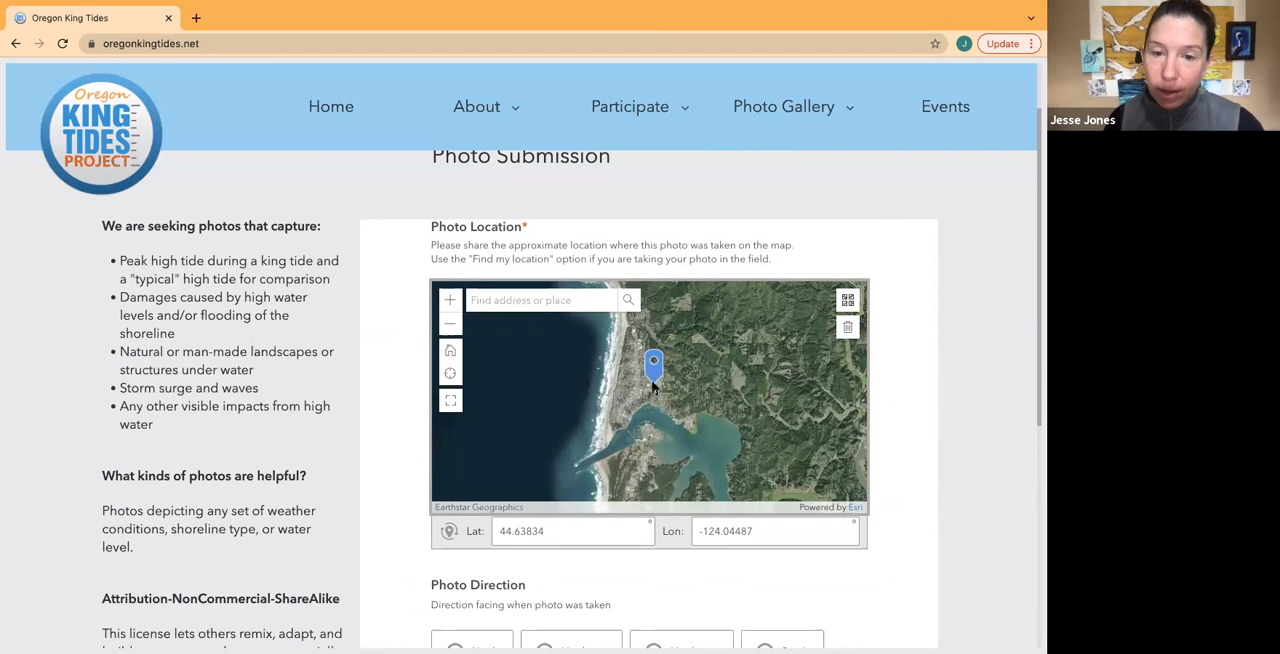 Oregon King Tides
oregonkingtides.net
J
Update
Oregon
KING
TIDES
PROJECT
Home
About
Participate
Photo Gallery
Events
Jesse Jones
Photo Submission
We are seeking photos that capture:
Peak high tide during a king tide and
a "typical" high tide for comparison
Damages caused by high water
levels and/or flooding of the
shoreline
Natural or man-made landscapes or
structures under water
Storm surge and waves
Any other visible impacts from high
water
What kinds of photos are helpful?
Photos depicting any set of weather
conditions, shoreline type, or water
level.
Attribution-NonCommercial-ShareAlike
This license lets others remix, adapt, and
Photo Location*
Please share the approximate location where this photo was taken on the map.
Use the "Find my location" option if you are taking your photo in the field.
Find address or place
Earthstar Geographics
Powered by Esri
Lat: 44.63834 °
Lon: -124.04487 °
Photo Direction
Direction facing when photo was taken